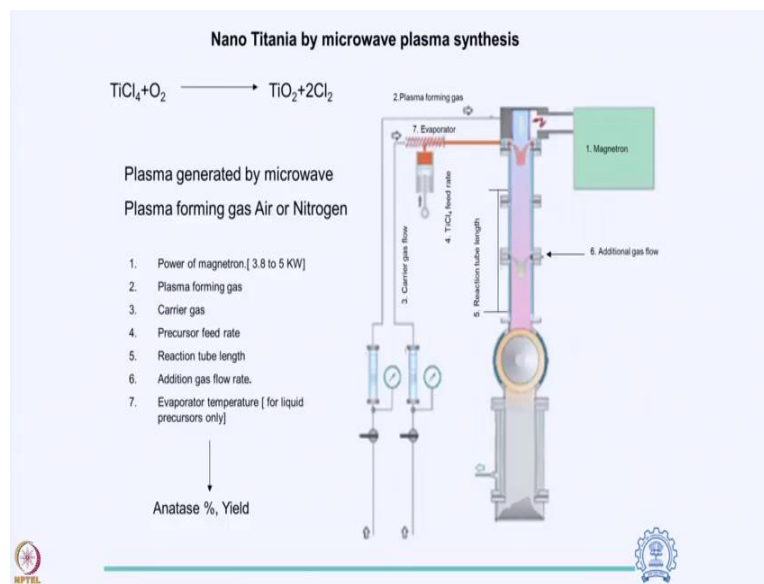 Nano Titania by microwave plasma synthesis
TiCl4+O2 TiO2+2Cl2
Plasma generated by microwave
Plasma forming gas Air or Nitrogen
1. Power of magnetron.[ 3.8 to 5 KW]
2. Plasma forming gas
3. Carrier gas
4. Precursor feed rate
5. Reaction tube length
6. Addition gas flow rate.
7. Evaporator temperature [ for liquid
precursors only]
Anatase %, Yield
2.Plasma forming gas
7. Evaporator
1. Magnetron
3. Carrier gas flow
4. TiCl4 feed rate
5. Reaction tube length
6. Additional gas flow
NPTEL